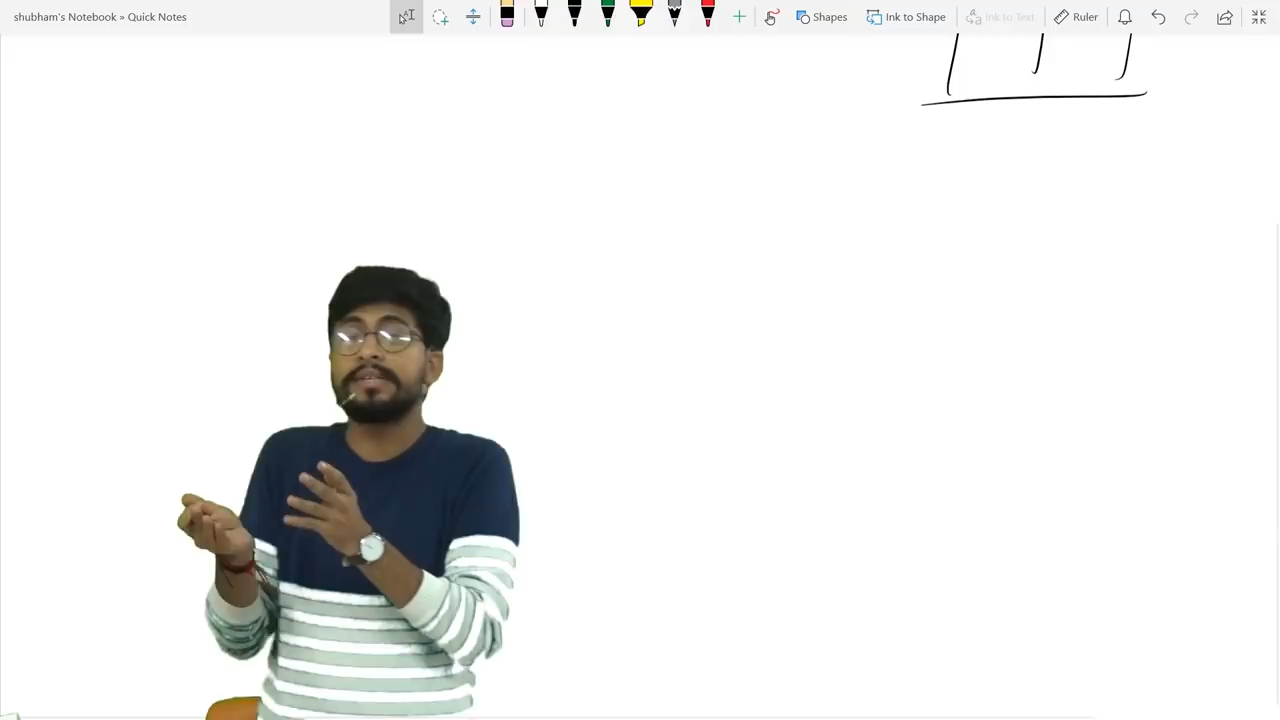 shubham's Notebook » Quick Notes
Shapes
Ink to Shape
Ink to Text
Ruler